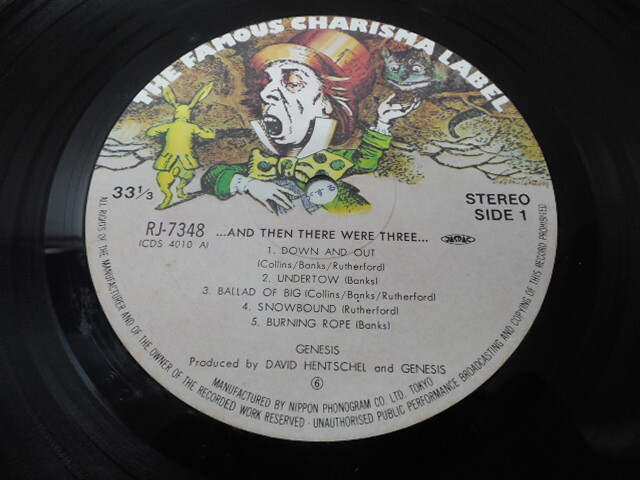 THE FAMOUS CHARISMA LABEL
33 1/3
STEREO
SIDE 1
RJ-7348
(CDS 4010 A)
...AND THEN THERE WERE THREE...
JASRAC
1. DOWN AND OUT
(Collins/Banks/Rutherford)
2. UNDERTOW (Banks)
3. BALLAD OF BIG (Collins/Banks/Rutherford)
4. SNOWBOUND (Rutherford)
5. BURNING ROPE (Banks)
GENESIS
Produced by DAVID HENTSCHEL and GENESIS
⑥
MANUFACTURED BY NIPPON PHONOGRAM CO. LTD. TOKYO
ALL RIGHTS OF THE MANUFACTURER AND OF THE OWNER OF THE RECORDED WORK RESERVED · UNAUTHORISED PUBLIC PERFORMANCE BROADCASTING AND COPYING OF THIS RECORD PROHIBITED